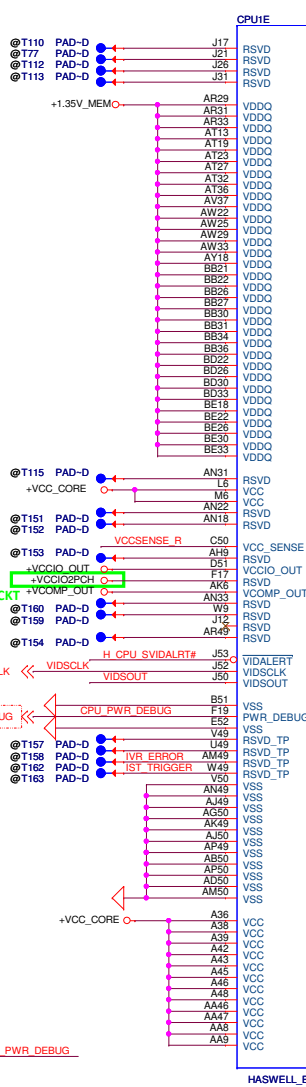 CPU1E
@T110 PAD~D J17 RSVD
@T77 PAD~D J21 RSVD
@T112 PAD~D J26 RSVD
@T113 PAD~D J31 RSVD
+1.35V_MEM AR29 VDDQ
AR31 VDDQ
AR33 VDDQ
AT13 VDDQ
AT19 VDDQ
AT23 VDDQ
AT27 VDDQ
AT32 VDDQ
AT36 VDDQ
AV37 VDDQ
AW22 VDDQ
AW25 VDDQ
AW29 VDDQ
AW33 VDDQ
AY18 VDDQ
BB21 VDDQ
BB22 VDDQ
BB26 VDDQ
BB27 VDDQ
BB30 VDDQ
BB31 VDDQ
BB34 VDDQ
BB36 VDDQ
BD22 VDDQ
BD26 VDDQ
BD30 VDDQ
BD33 VDDQ
BE18 VDDQ
BE22 VDDQ
BE26 VDDQ
BE30 VDDQ
BE33 VDDQ
@T115 PAD~D AN31 RSVD
+VCC_CORE L6 VCC
M6 VCC
@T151 PAD~D AN22 RSVD
@T152 PAD~D AN18 RSVD
VCCSENSE_R C50 VCC_SENSE
@T153 PAD~D AH9 RSVD
+VCCIO_OUT D51 VCCIO_OUT
+VCCIO2PCH F17 RSVD
CKT +VCOMP_OUT AK6 VCOMP_OUT
@T160 PAD~D AN33 RSVD
@T159 PAD~D W9 RSVD
J12 RSVD
@T154 PAD~D AR49 RSVD
H_CPU_SVIDALRT# J53 VIDALERT
LK VIDSCLK J52 VIDSCLK
VIDSOUT J50 VIDSOUT
B51 VSS
UG CPU_PWR_DEBUG F19 PWR_DEBUG
E52 VSS
@T157 PAD~D V49 RSVD_TP
@T158 PAD~D IVR_ERROR U49 RSVD_TP
@T162 PAD~D IST_TRIGGER AM49 RSVD_TP
@T163 PAD~D W49 RSVD_TP
V50 VSS
AN49 VSS
AJ49 VSS
AG50 VSS
AK49 VSS
AJ50 VSS
AP49 VSS
AB50 VSS
AP50 VSS
AD50 VSS
AM50 VSS
+VCC_CORE A36 VCC
A38 VCC
A39 VCC
A42 VCC
A43 VCC
A45 VCC
A46 VCC
A48 VCC
AA46 VCC
AA47 VCC
AA8 VCC
AA9 VCC
PWR_DEBUG
HASWELL_E